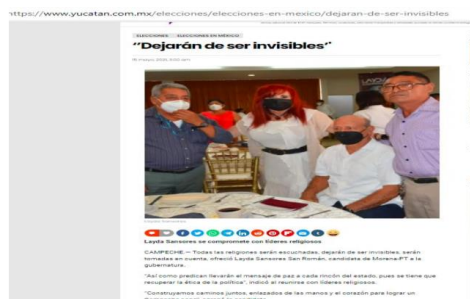 https://www.yucatan.com.mx/elecciones/elecciones-en-mexico/dejaran-de-ser-invisibles
ELECCIONES ELECCIONES EN MÉXICO
"Dejarán de ser invisibles"
Layda Sansores se compromete con líderes religiosos
CAMPECHE.— Todas las religiones serán escuchadas, dejarán de ser invisibles, serán
tomadas en cuenta, ofreció Layda Sansores San Román, candidata de Morena-PT a la
gubernatura.
"Así como predican llevarán el mensaje de paz a cada rincón del estado, pues se tiene que
recuperar la ética de la política", indicó al reunirse con líderes religiosos.
"Construyamos caminos juntos, enlazados de las manos y el corazón para lograr un